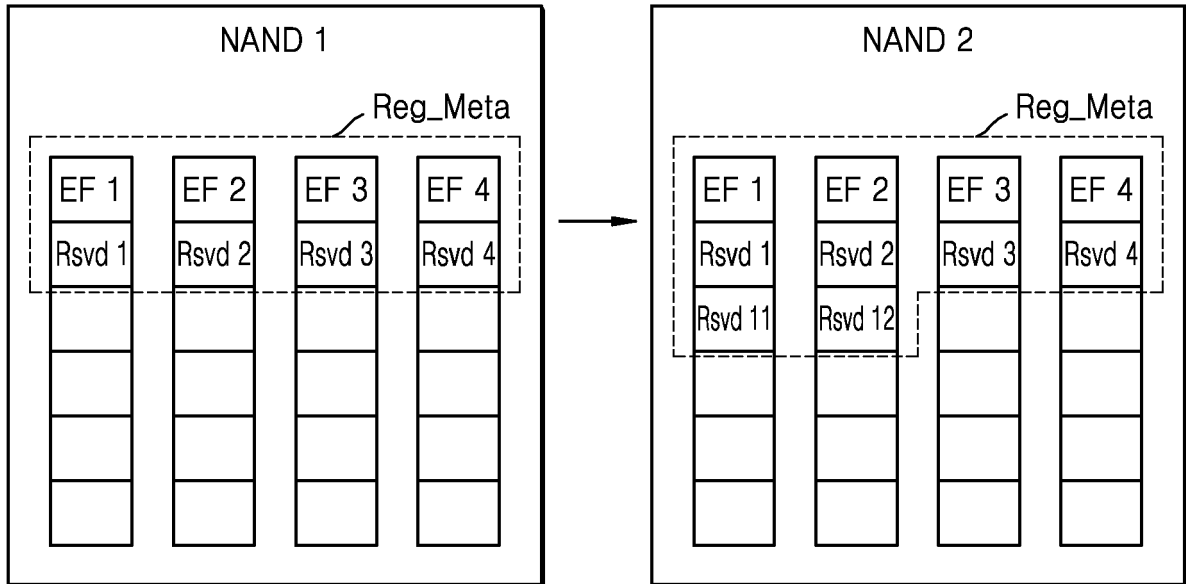 NAND 1
Reg_Meta
EF 1 EF 2 EF 3 EF 4
Rsvd 1 Rsvd 2 Rsvd 3 Rsvd 4
NAND 2
Reg_Meta
EF 1 EF 2 EF 3 EF 4
Rsvd 1 Rsvd 2 Rsvd 3 Rsvd 4
Rsvd 11 Rsvd 12